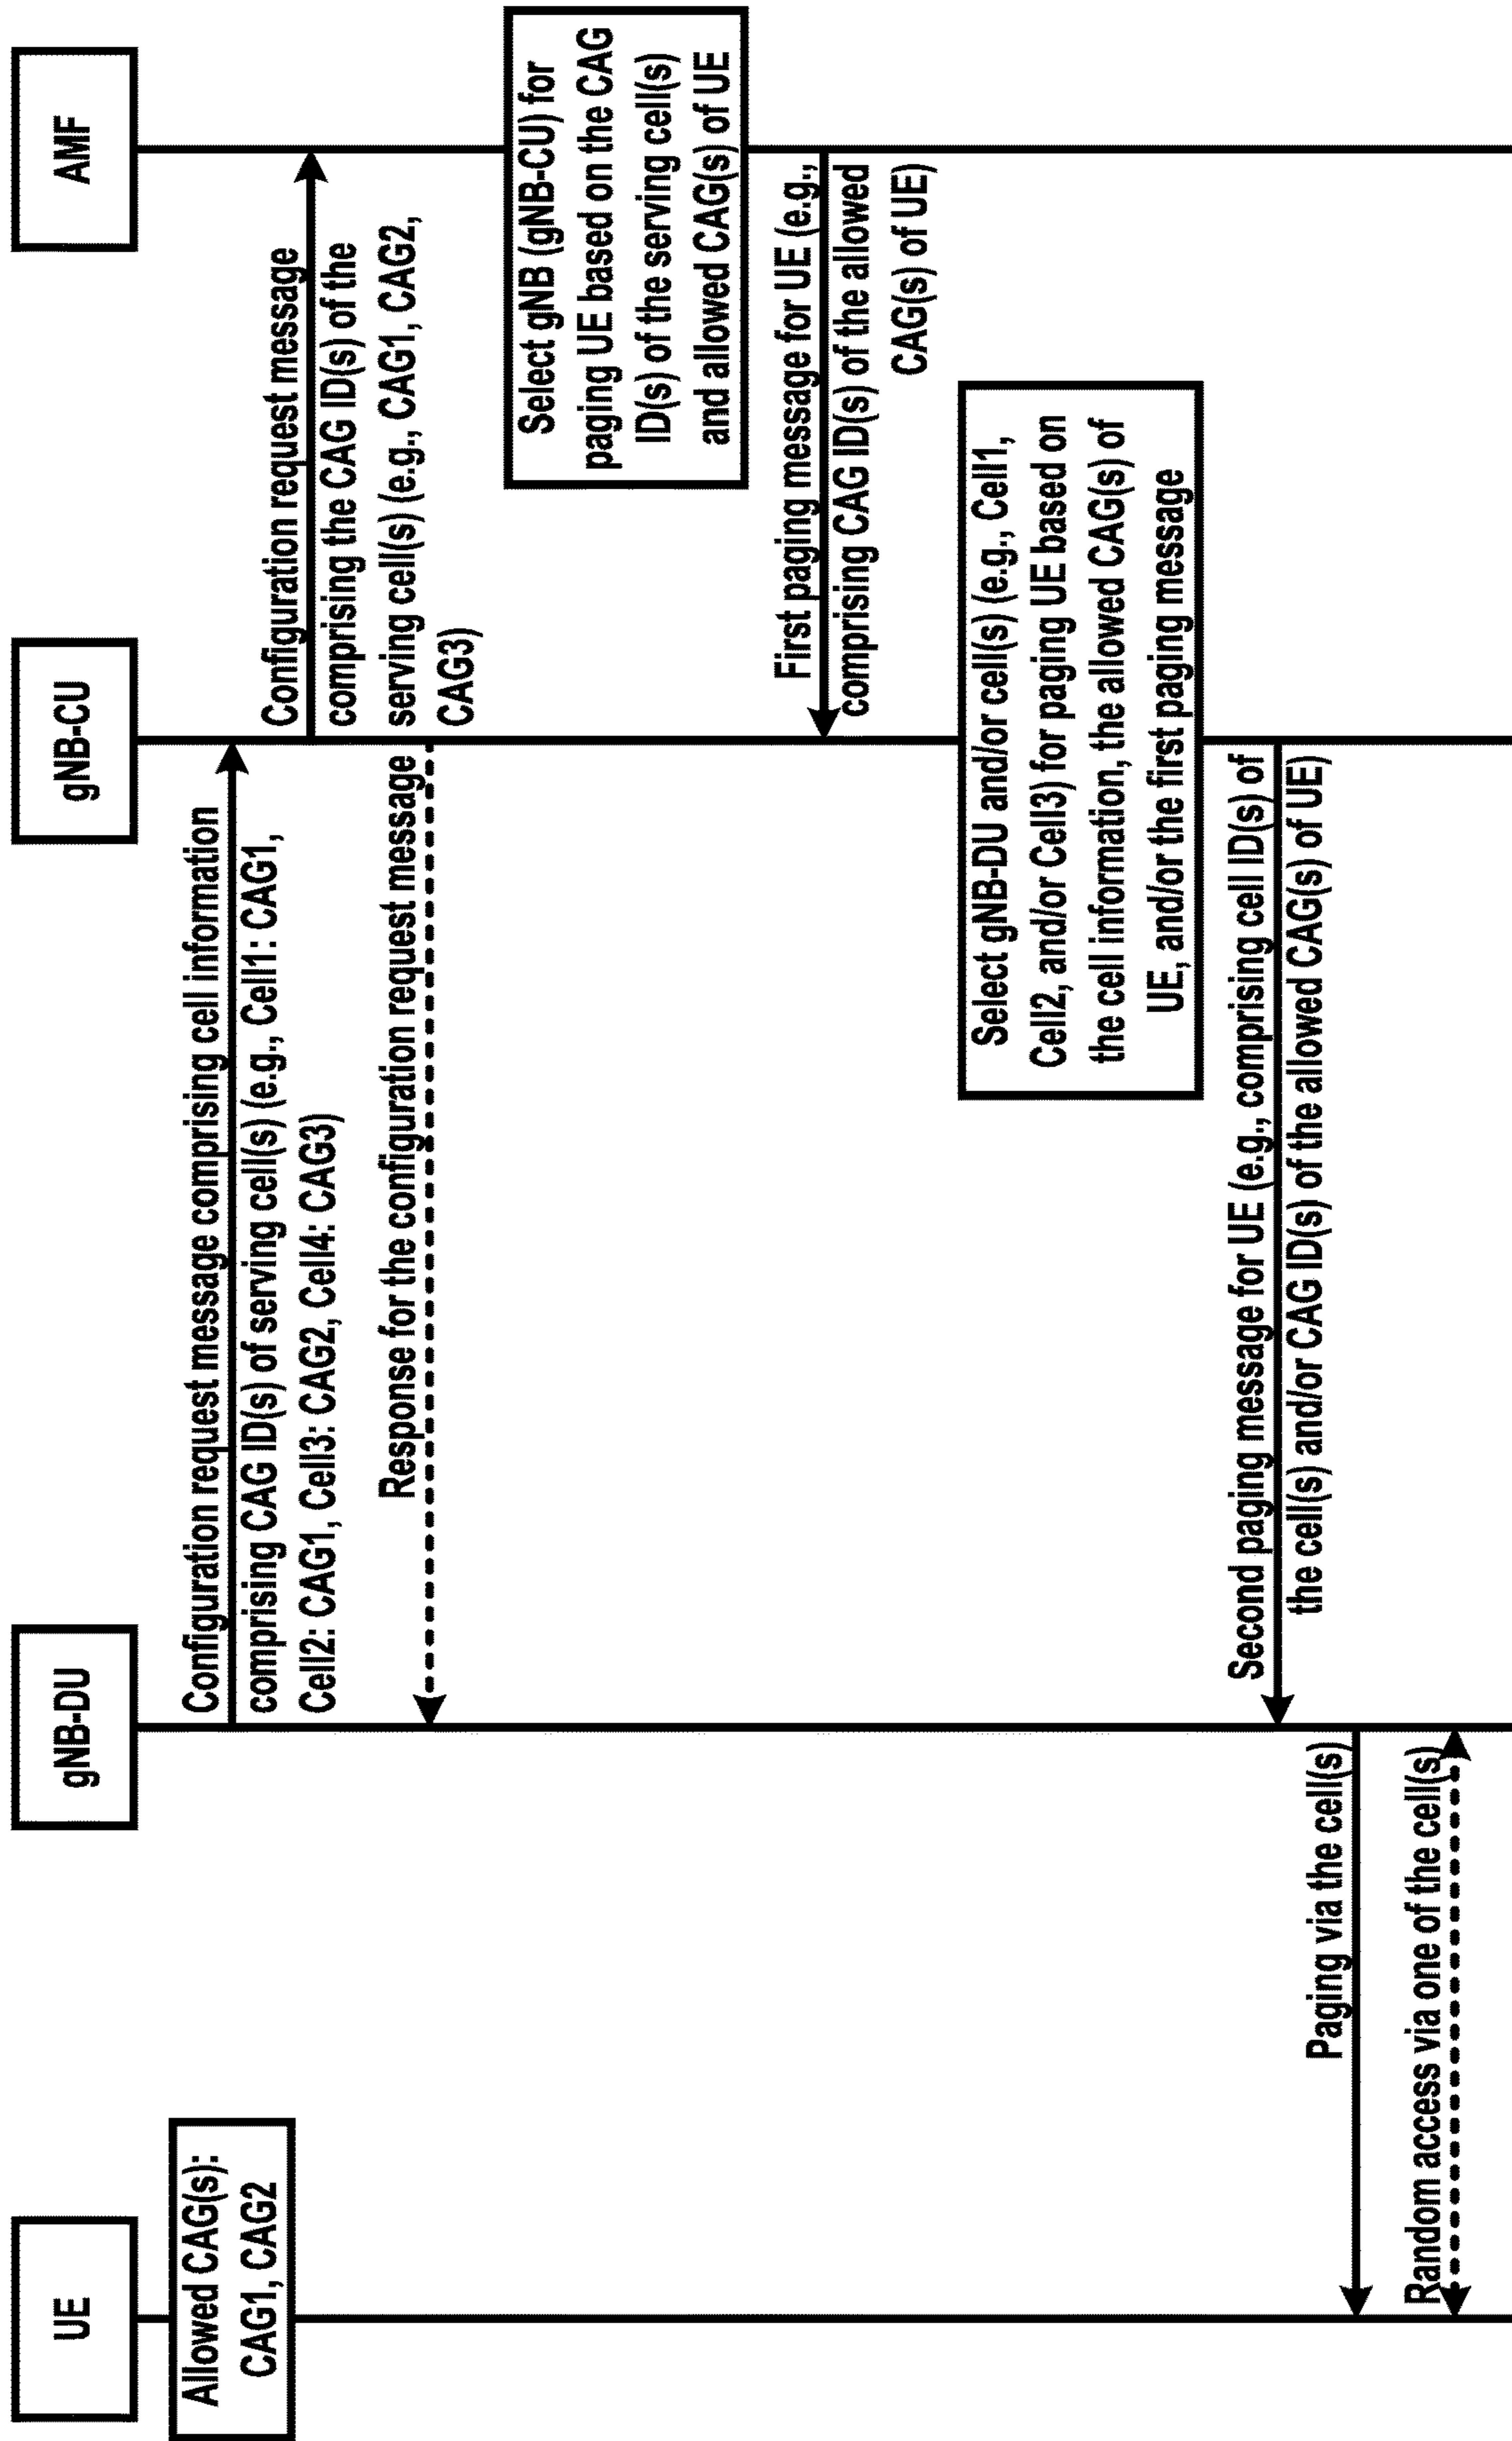 UE
gNB-DU
gNB-CU
AMF
Allowed CAG(s):
CAG1, CAG2
Configuration request message comprising cell information
comprising CAG ID(s) of serving cell(s) (e.g., Cell1: CAG1,
Cell2: CAG1, Cell3: CAG2, Cell4: CAG3)
Configuration request message
comprising the CAG ID(s) of the
serving cell(s) (e.g., CAG1, CAG2,
CAG3)
Response for the configuration request message
Select gNB (gNB-CU) for
paging UE based on the CAG
ID(s) of the serving cell(s)
and allowed CAG(s) of UE
First paging message for UE (e.g.,
comprising CAG ID(s) of the allowed
CAG(s) of UE)
Select gNB-DU and/or cell(s) (e.g., Cell1,
Cell2, and/or Cell3) for paging UE based on
the cell information, the allowed CAG(s) of
UE, and/or the first paging message
Second paging message for UE (e.g., comprising cell ID(s) of
the cell(s) and/or CAG ID(s) of the allowed CAG(s) of UE)
Paging via the cell(s)
Random access via one of the cell(s)